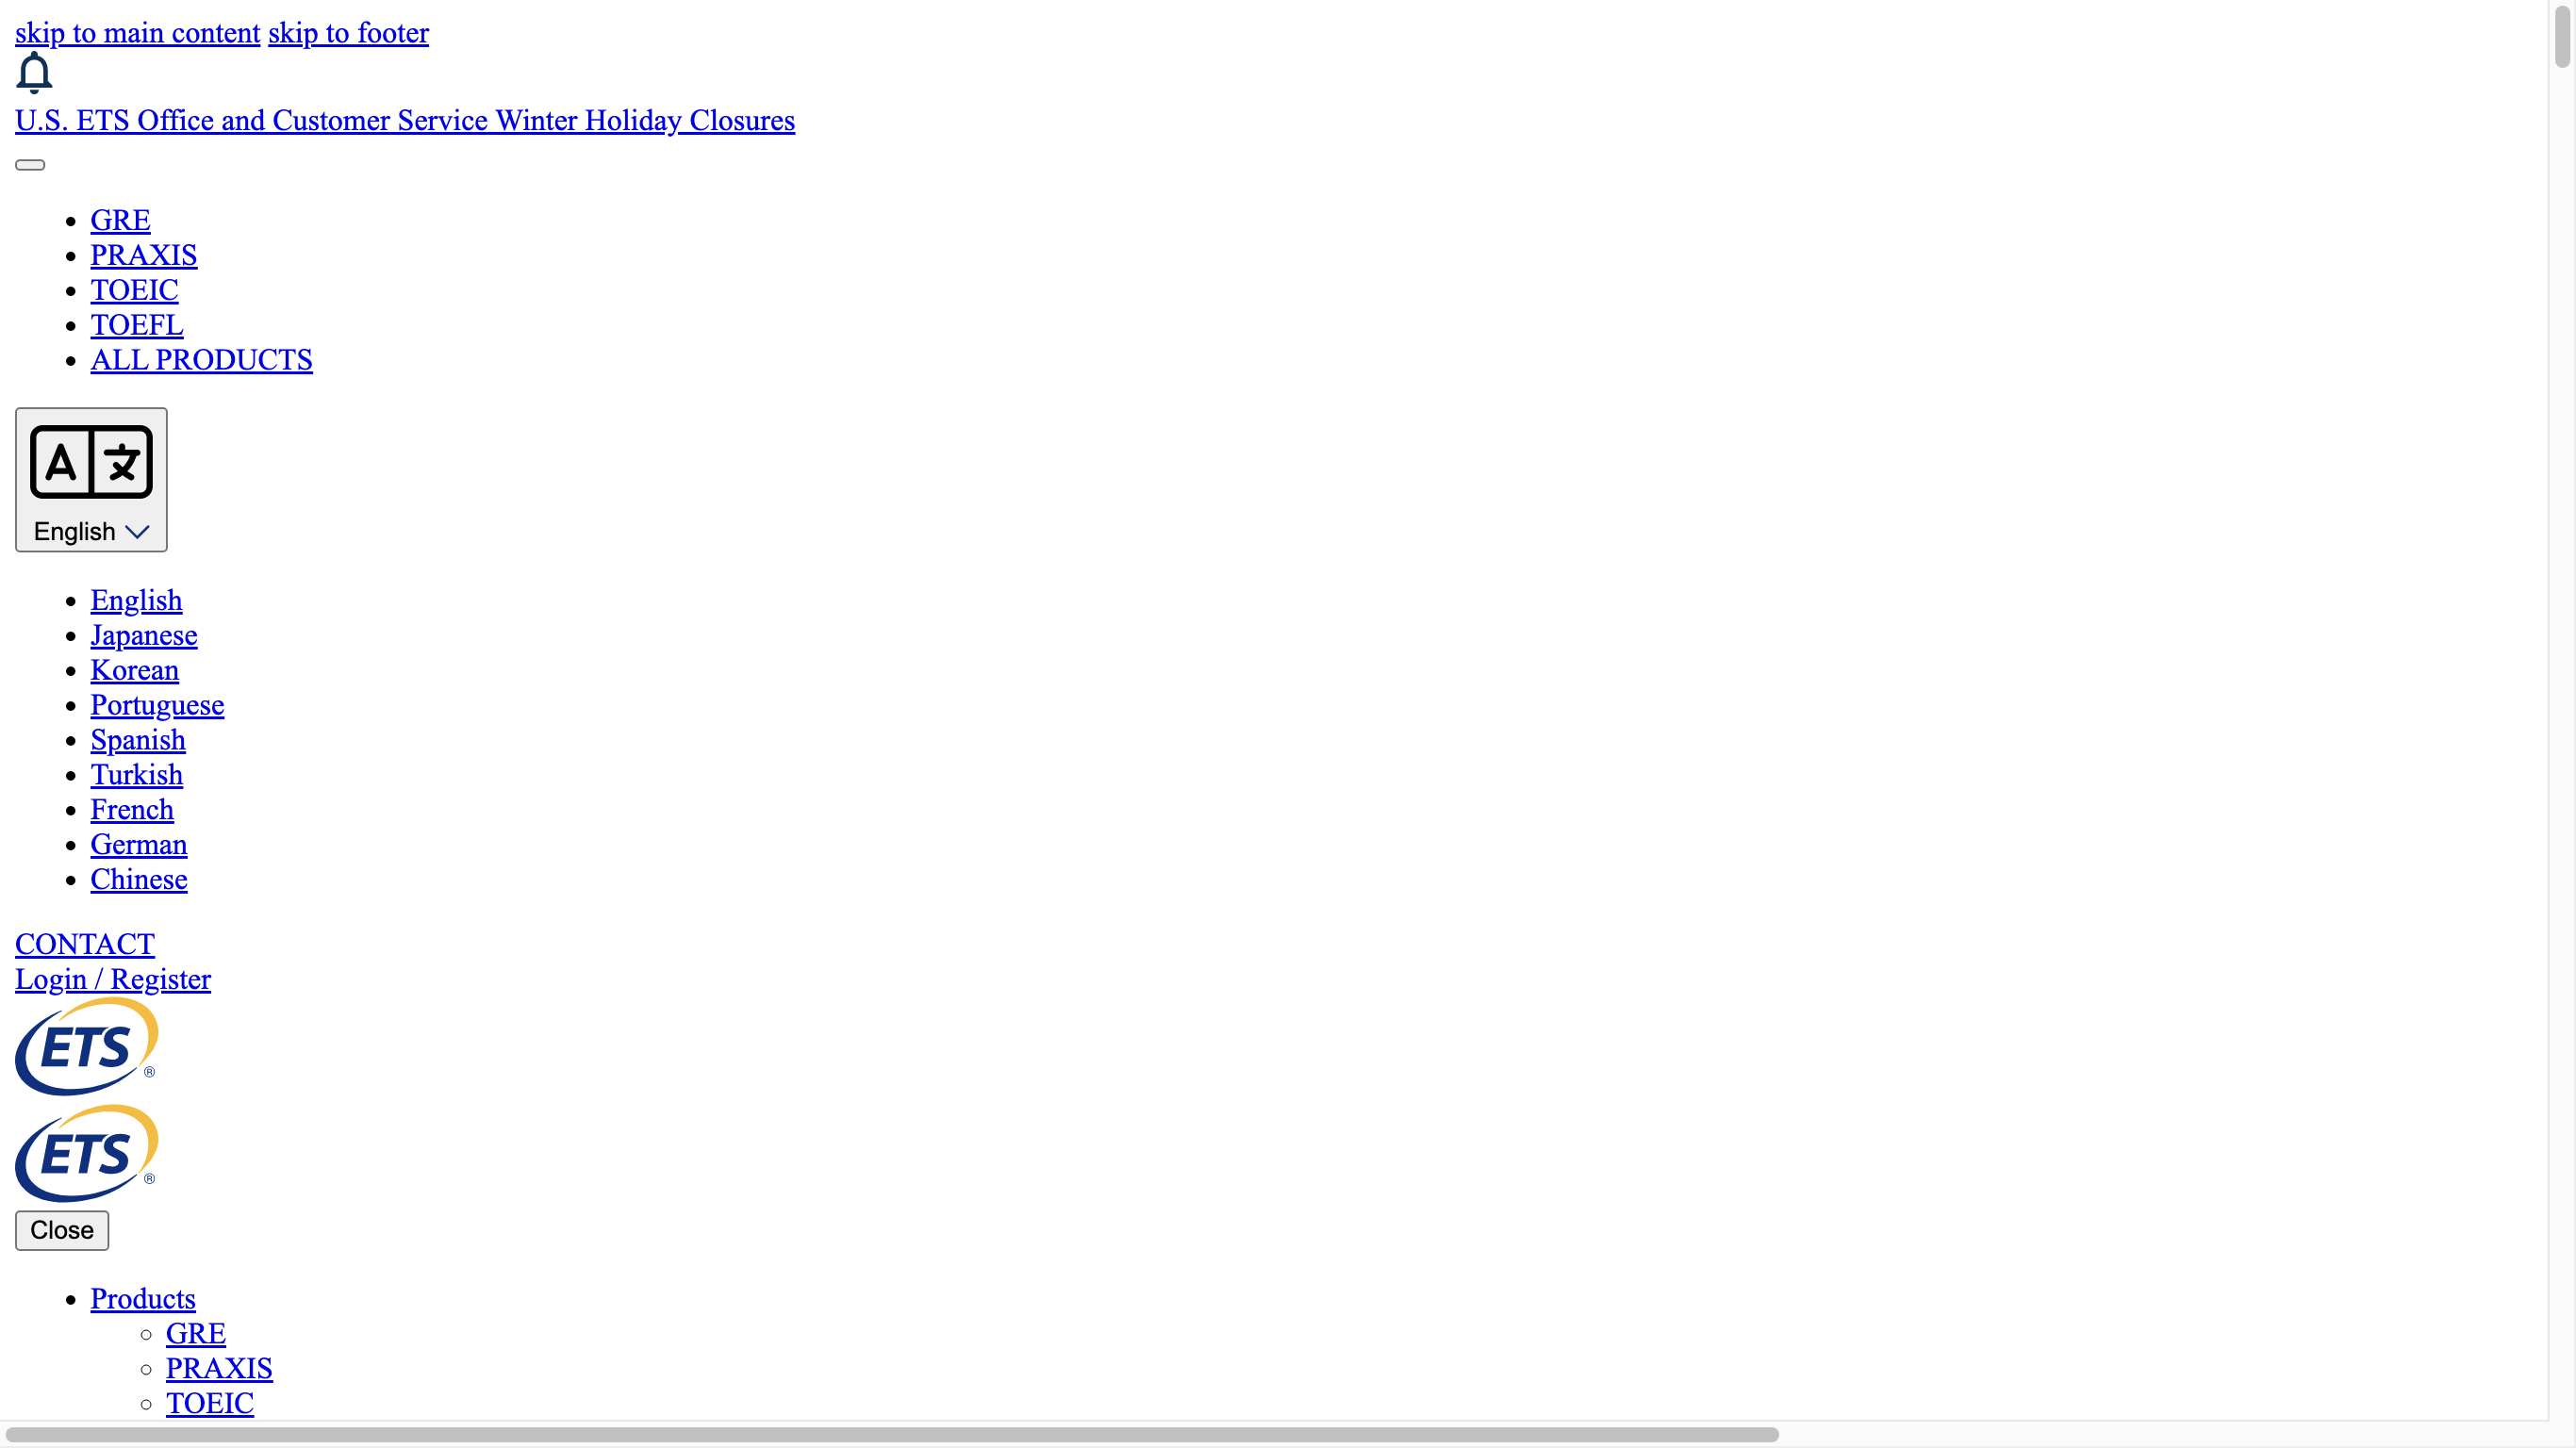 skip to main content skip to footer
U.S. ETS Office and Customer Service Winter Holiday Closures
GRE
PRAXIS
TOEIC
TOEFL
ALL PRODUCTS
A 文
English
English
Japanese
Korean
Portuguese
Spanish
Turkish
French
German
Chinese
CONTACT
Login / Register
ETS ®
ETS ®
Close
Products
GRE
PRAXIS
TOEIC